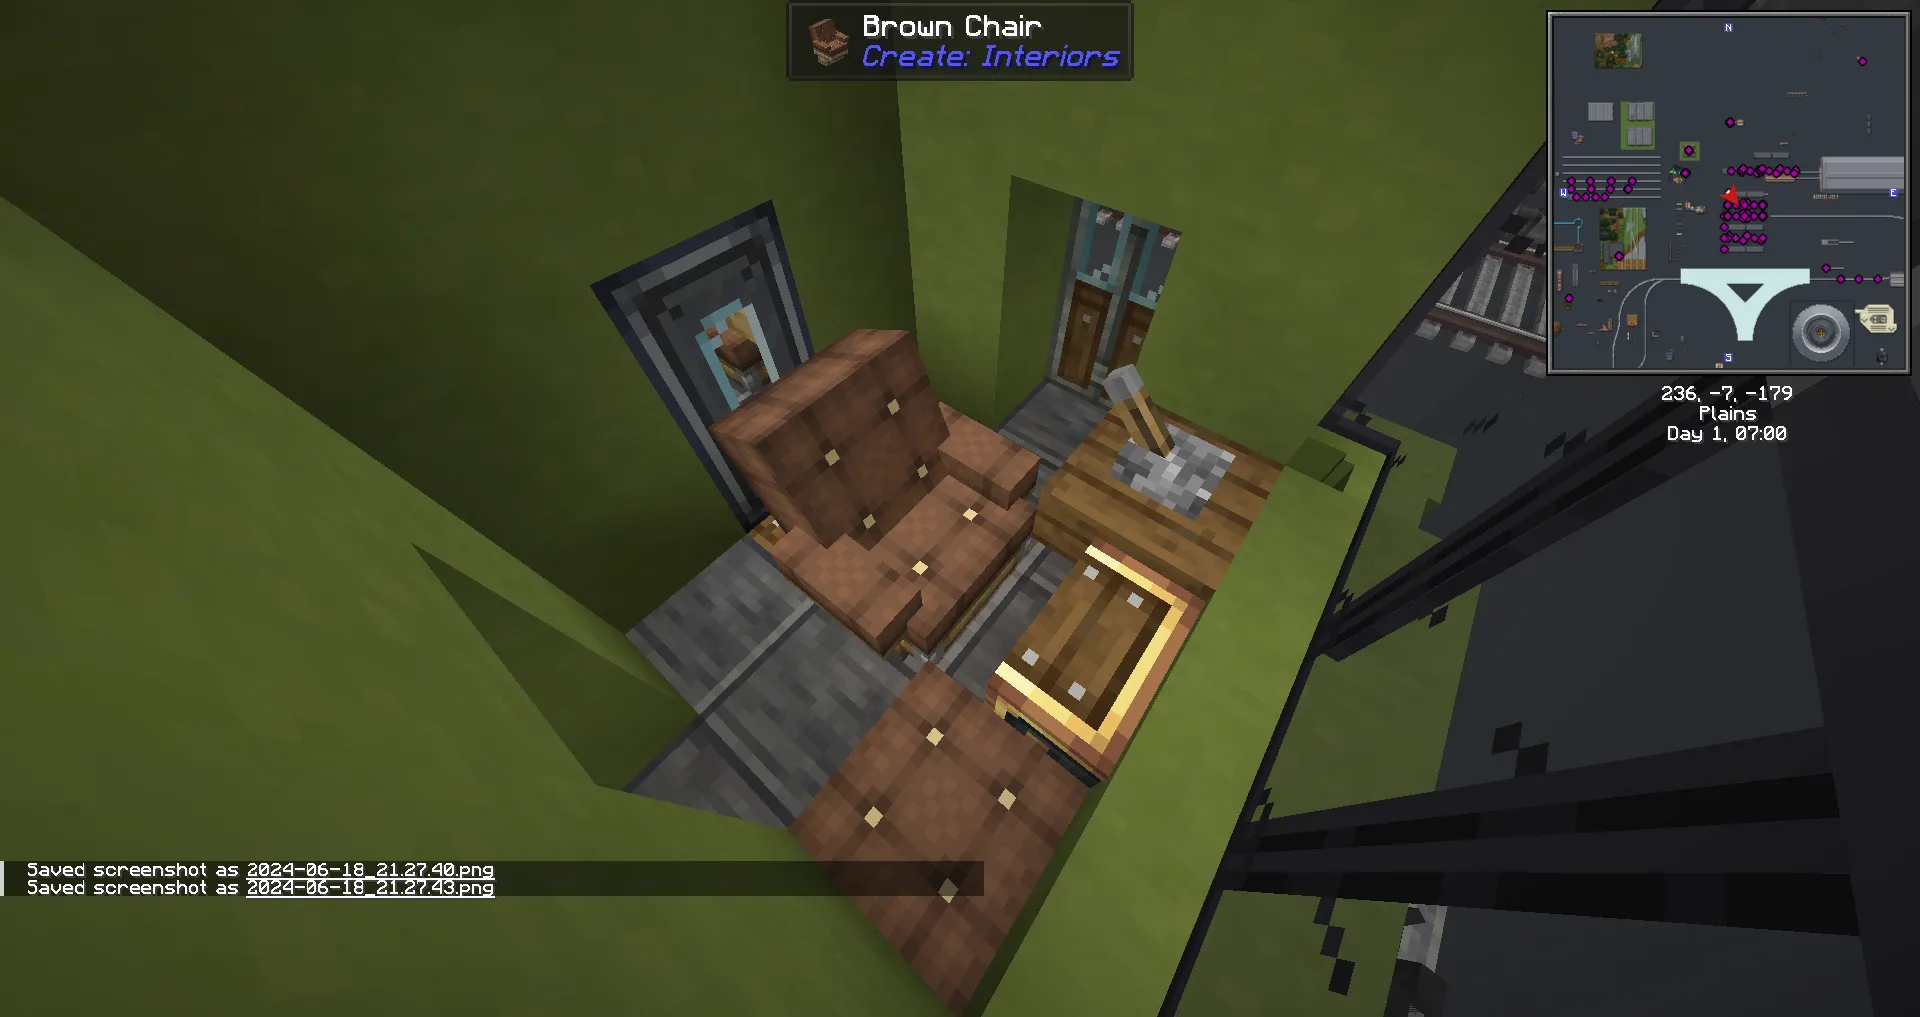 Brown Chair
Create: Interiors
N
W
E
S
236, -7, -179
Plains
Day 1, 07:00
Saved screenshot as 2024-06-18_21.27.40.png
Saved screenshot as 2024-06-18_21.27.43.png